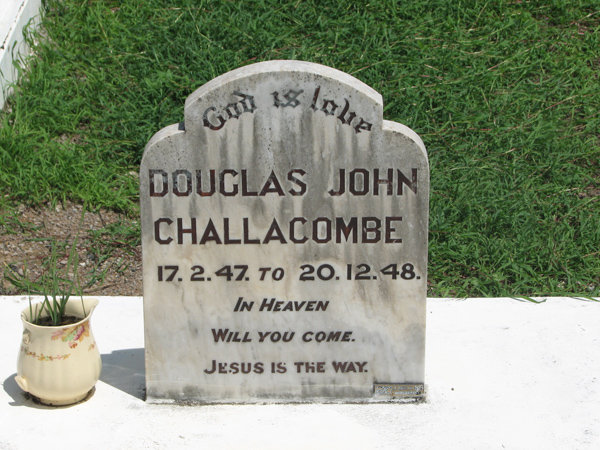 God is love
DOUGLAS JOHN
CHALLACOMBE
17.2.47. TO 20.12.48.
IN HEAVEN
WILL YOU COME.
JESUS IS THE WAY.